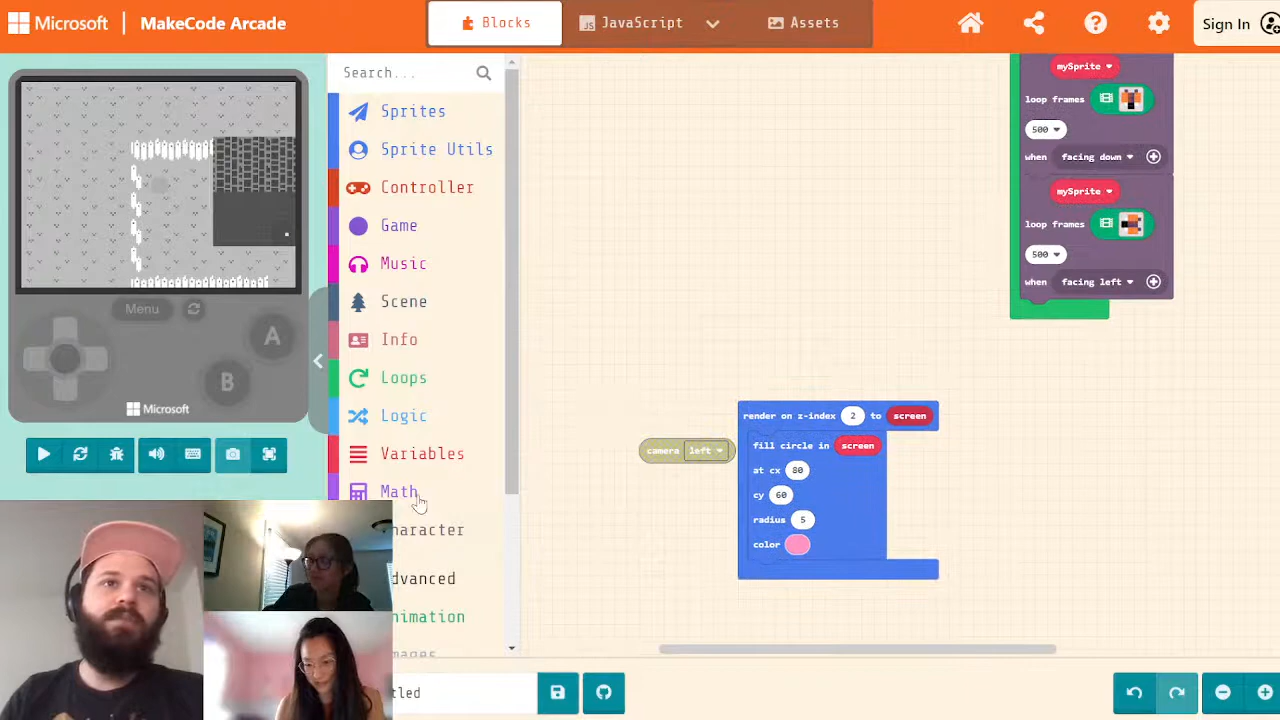 Microsoft | MakeCode Arcade
Blocks
JavaScript
Assets
Sign In
Search...
Sprites
Sprite Utils
Controller
Game
Music
Scene
Info
Loops
Logic
Variables
Math
haracter
dvanced
nimation
mages
Menu
A
B
Microsoft
mySprite
loop frames
500
when facing down
mySprite
loop frames
500
when facing left
camera left
render on z-index 2 to screen
fill circle in screen
at cx 80
cy 60
radius 5
color
tled